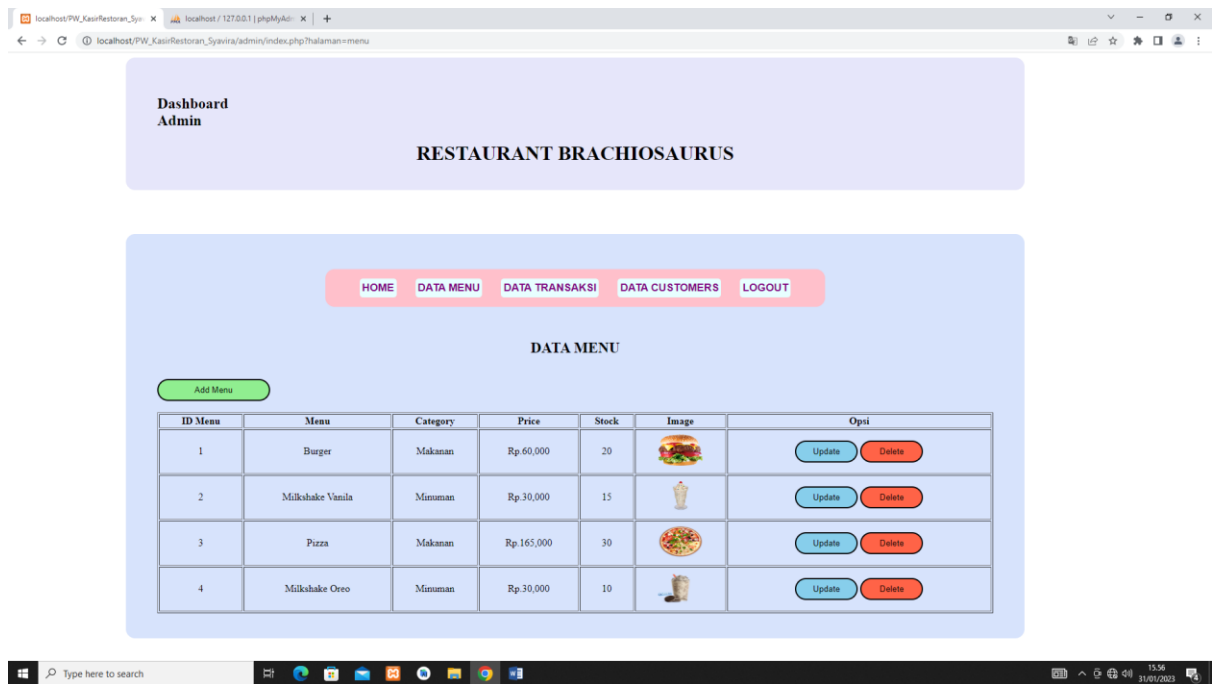 localhost/PW_KasirRestoran_Sya
localhost / 127.0.0.1 | phpMyAd
localhost/PW_KasirRestoran_Syavira/admin/index.php?halaman=menu
Dashboard
Admin
RESTAURANT BRACHIOSAURUS
HOME DATA MENU DATA TRANSAKSI DATA CUSTOMERS LOGOUT
DATA MENU
Add Menu
ID Menu Menu Category Price Stock Image Opsi
1 Burger Makanan Rp.60,000 20 Update Delete
2 Milkshake Vanila Minuman Rp.30,000 15 Update Delete
3 Pizza Makanan Rp.165,000 30 Update Delete
4 Milkshake Oreo Minuman Rp.30,000 10 Update Delete
Type here to search
15.56
31/01/2023